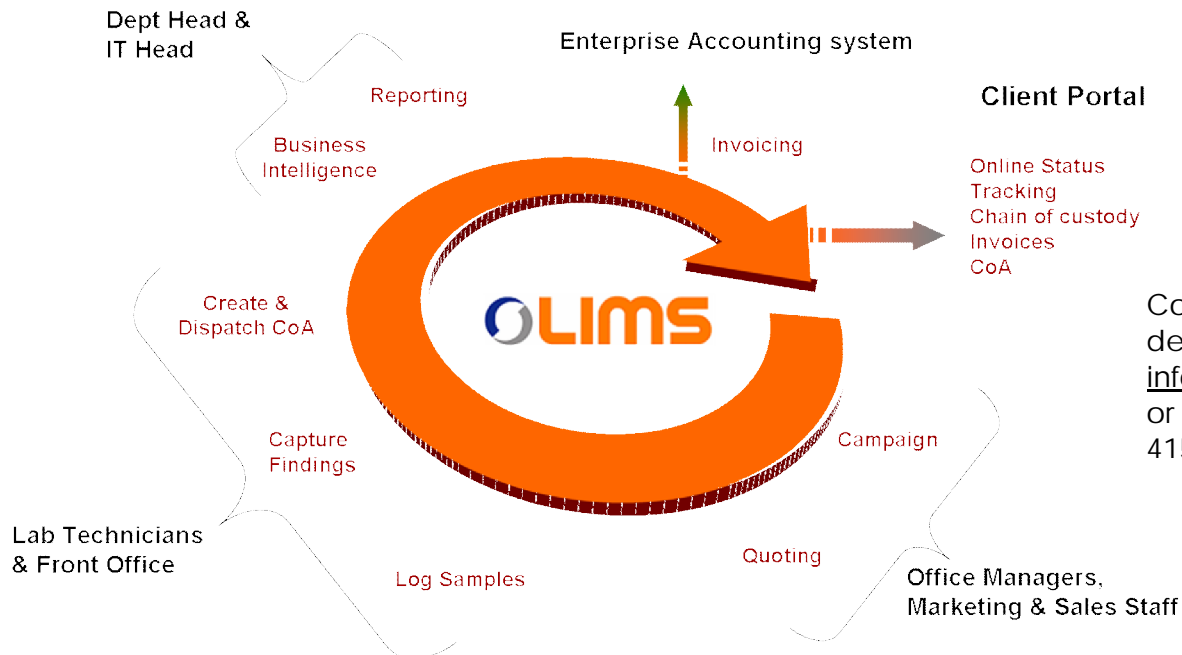 Dept Head &
IT Head
Enterprise Accounting system
Reporting
Client Portal
Business
Intelligence
Invoicing
Online Status
Tracking
Chain of custody
Invoices
CoA
Create &
Dispatch CoA
LIMS
or
415
Capture
Findings
Campaign
Lab Technicians
& Front Office
Quoting
Log Samples
Office Managers,
Marketing & Sales Staff